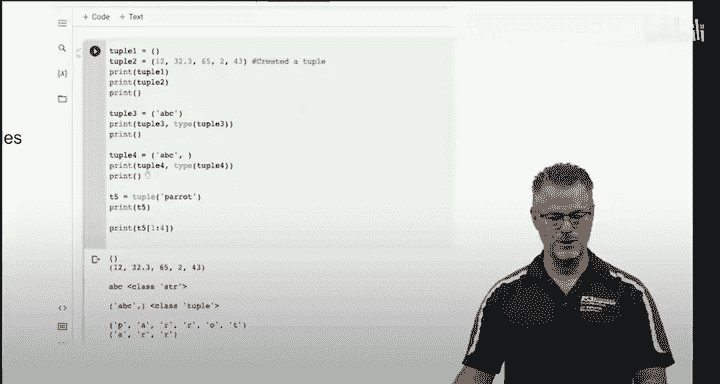 + Code + Text
es
tuple1 = ()
tuple2 = (12, 32.3, 65, 2, 43) #Created a tuple
print(tuple1)
print(tuple2)
print()
tuple3 = ('abc')
print(tuple3, type(tuple3))
print()
tuple4 = ('abc', )
print(tuple4, type(tuple4))
print()
t5 = tuple('parrot')
print(t5)
print(t5[1:4])
()
(12, 32.3, 65, 2, 43)
abc <class 'str'>
('abc',) <class 'tuple'>
('p', 'a', 'r', 'r', 'o', 't')
('a', 'r', 'r')